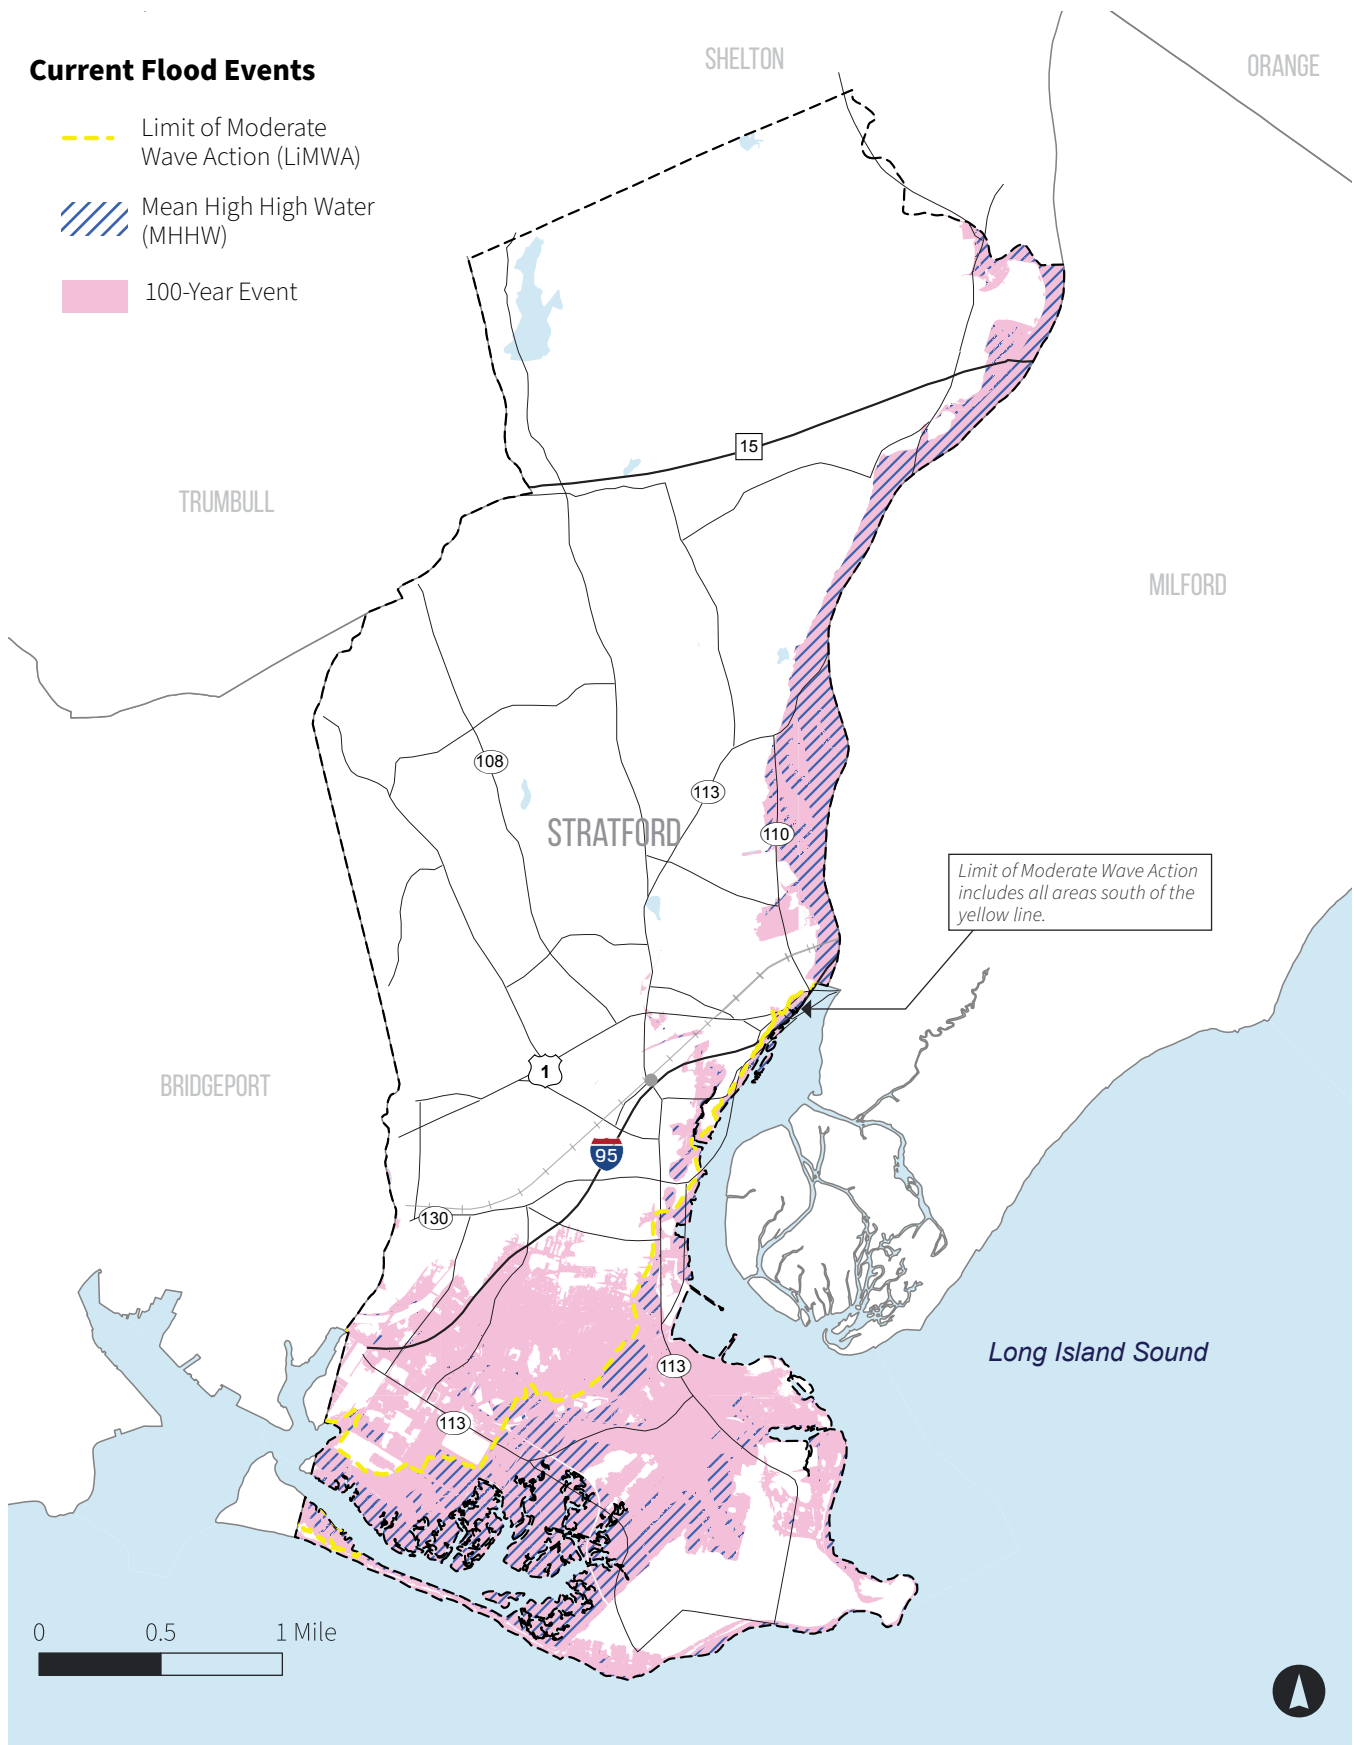 Current Flood Events
Limit of Moderate
Wave Action (LiMWA)
Mean High High Water
(MHHW)
100-Year Event
SHELTON
ORANGE
15
TRUMBULL
MILFORD
108
113
STRATFORD
110
Limit of Moderate Wave Action
includes all areas south of the
yellow line.
1
BRIDGEPORT
95
130
Long Island Sound
113
113
0
0.5
1 Mile